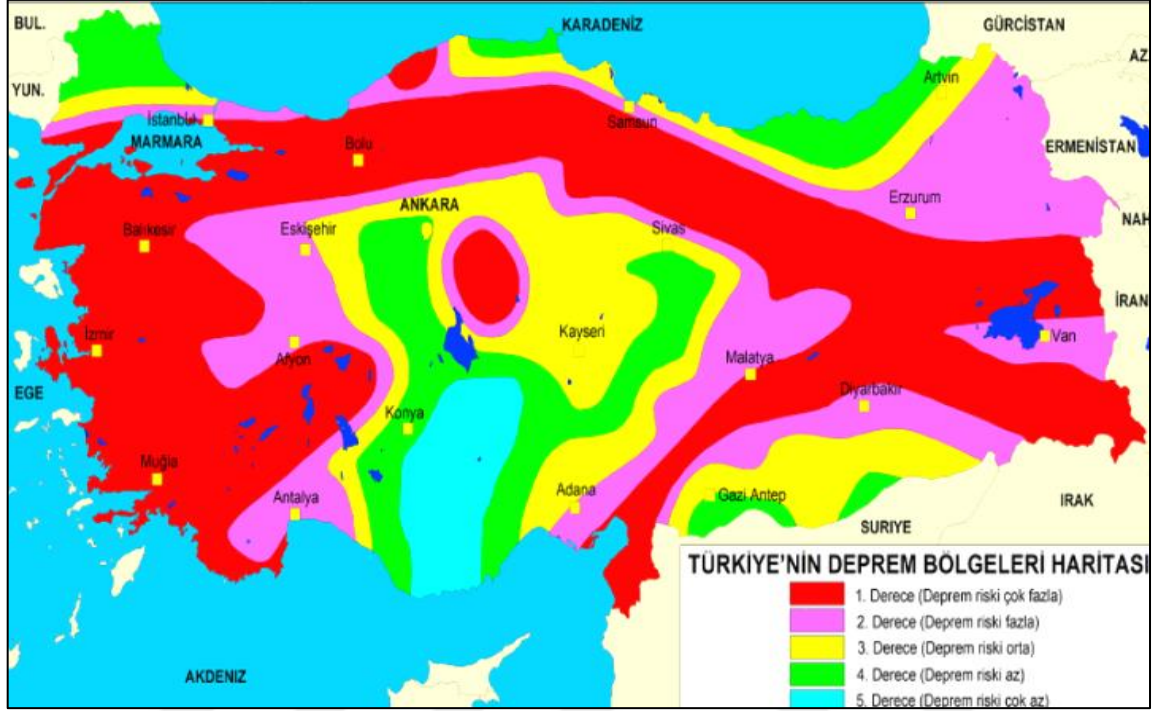 BUL.
KARADENİZ
GÜRCİSTAN
AZ
YUN.
Artvin
İstanbul
Samsun
MARMARA
Bolu
ERMENİSTAN
Erzurum
ANKARA
NAH
Balıkesir
Eskişehir
Sivas
İRAN
İzmir
Kayseri
Van
Afyon
Malatya
EGE
Diyarbakır
Konya
Muğla
Antalya
Adana
Gazi Antep
IRAK
SURIYE
TÜRKİYE'NİN DEPREM BÖLGELERİ HARİTASI
1. Derece (Deprem riski çok fazla)
2. Derece (Deprem riski fazla)
3. Derece (Deprem riski orta)
4. Derece (Deprem riski az)
5. Derece (Deprem riski çok az)
AKDENIZ